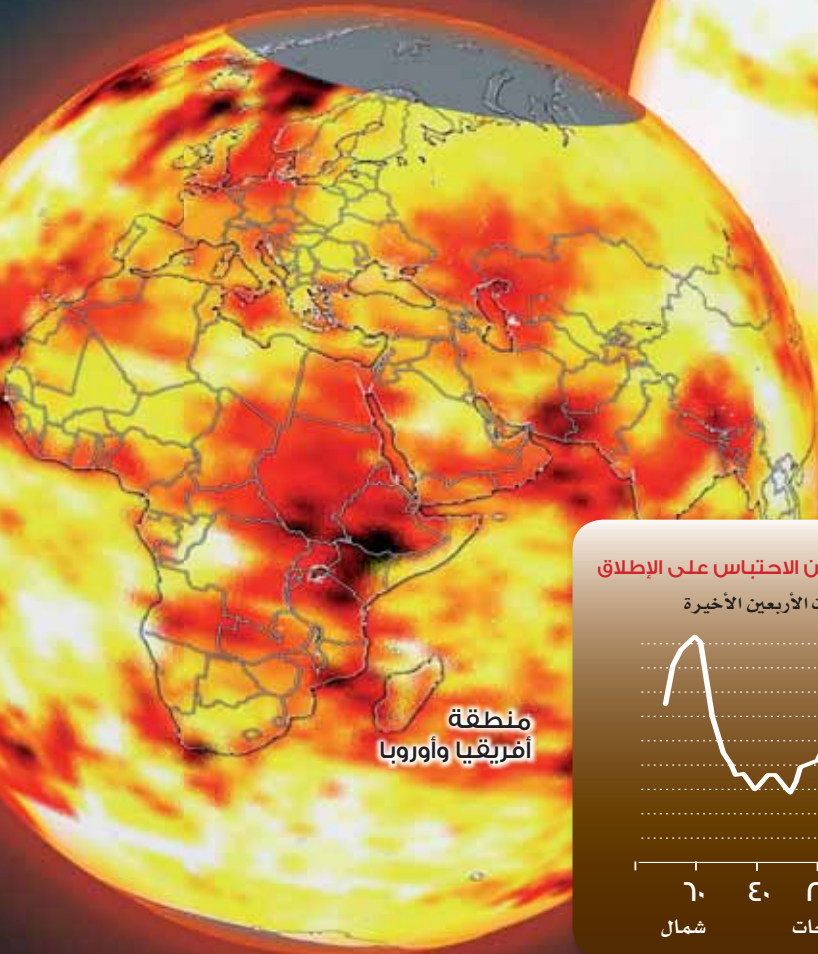 منطقة
أفريقيا وأوروبا
الاحتباس على الإطلاق
الأربعين الأخيرة
٦٠ ٤٠
شمال